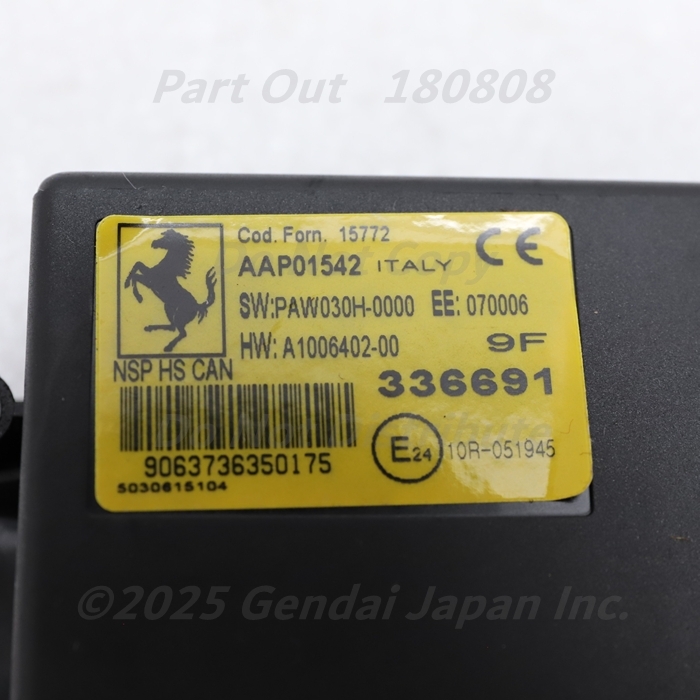 Part Out 180808
Cod. Forn. 15772
AAP01542 ITALY
CE
SW:PAW030H-0000 EE: 070006
HW: A1006402-00
9F
NSP HS CAN
336691
9063736350175
E24
10R-051945
5030615104
©2025 Gendai Japan Inc.